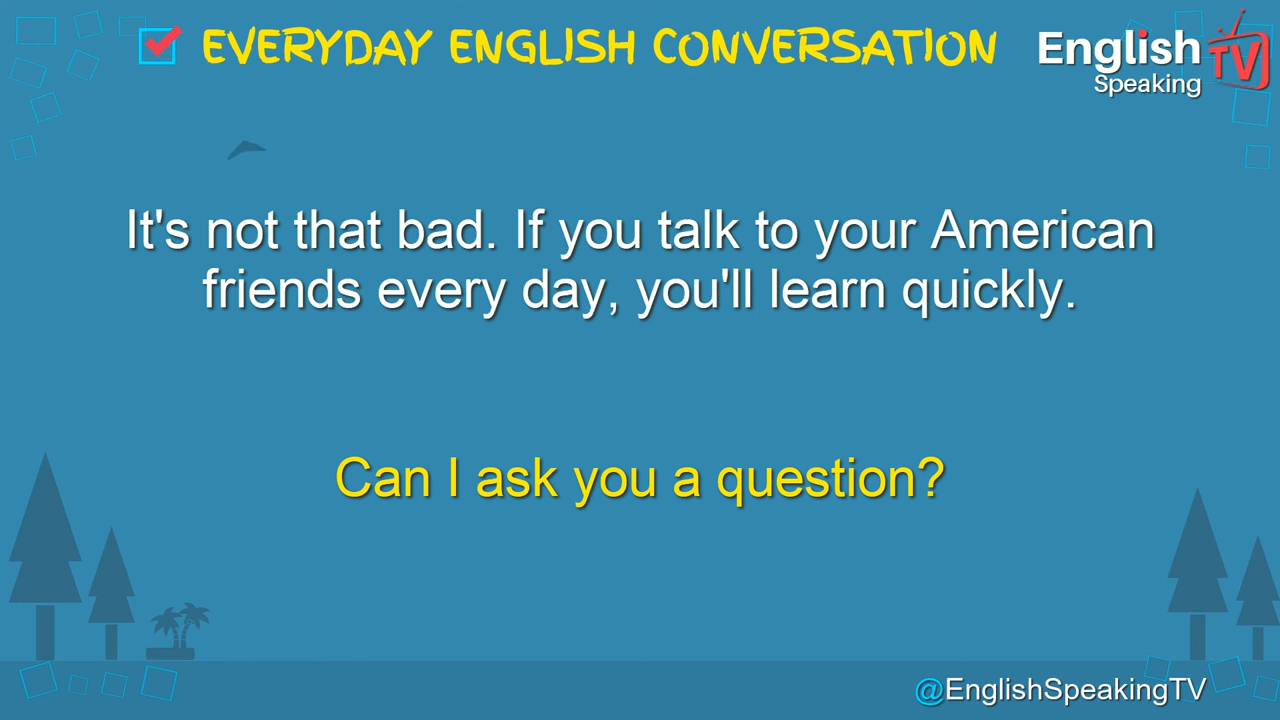 EVERYDAY ENGLISH CONVERSATION
English
Speaking
TV
It's not that bad. If you talk to your American
friends every day, you'll learn quickly.
Can I ask you a question?
@EnglishSpeakingTV